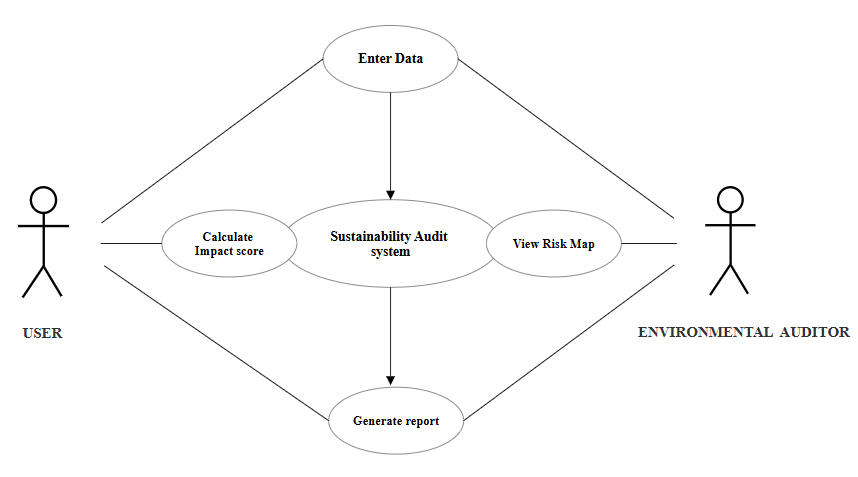 Enter Data
Calculate
Impact score
Sustainability Audit
system
View Risk Map
USER
ENVIRONMENTAL AUDITOR
Generate report